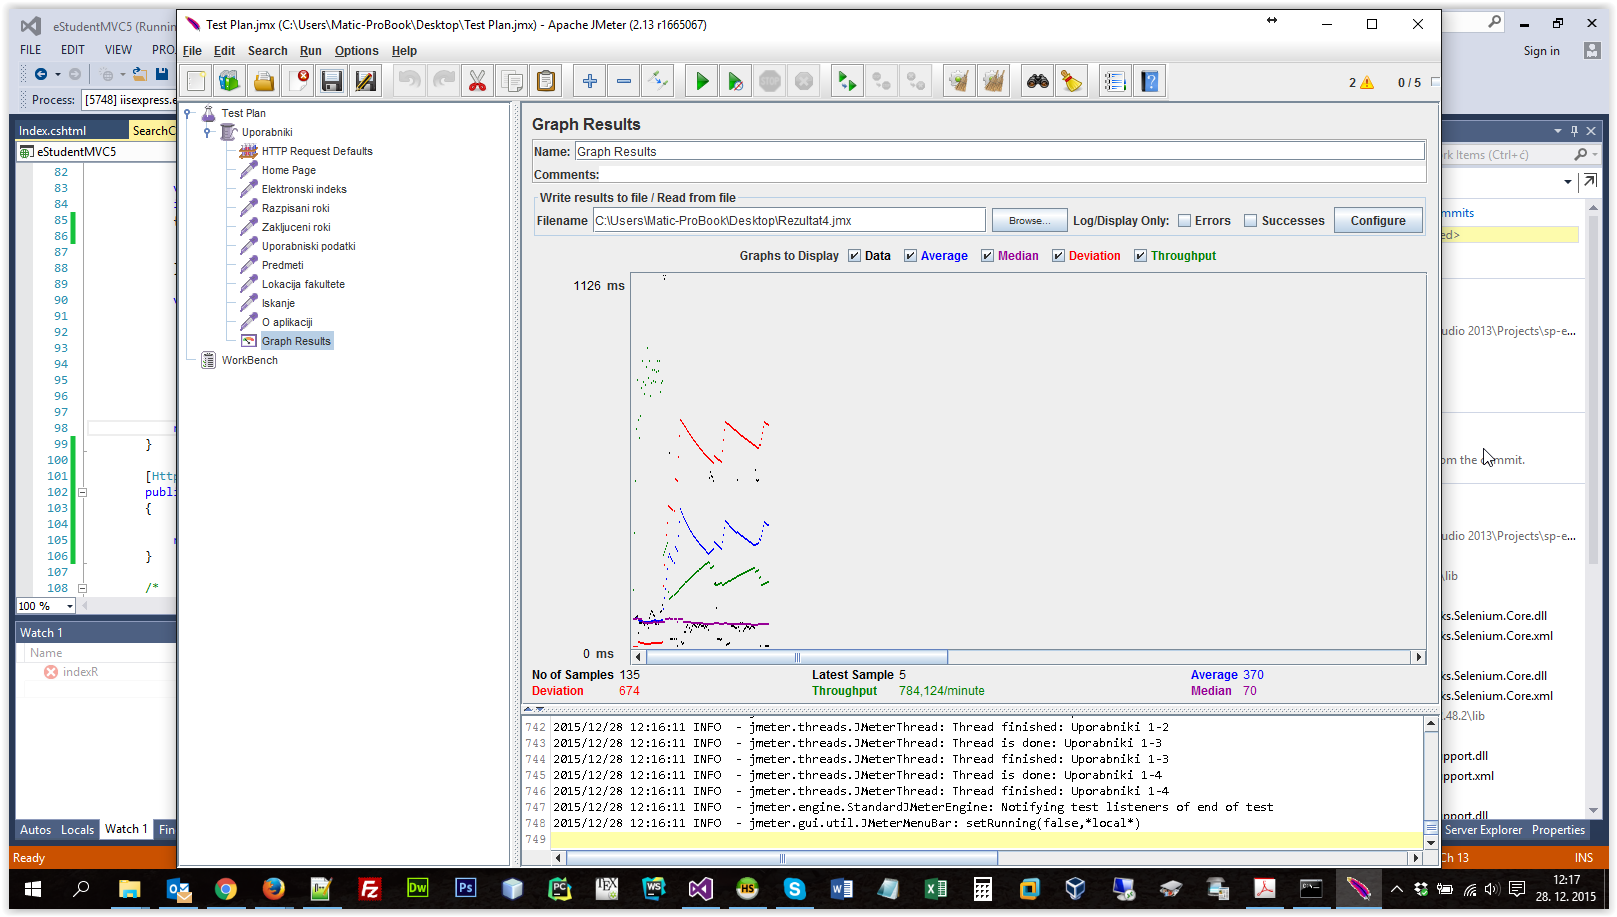 eStudentMVC5 (Runnin
Test Plan.jmx (C:\Users\Matic-ProBook\Desktop\Test Plan.jmx) - Apache JMeter (2.13 r1665067)
FILE EDIT VIEW PRO
Sign in
File Edit Search Run Options Help
2 0 / 5
Process: [5748] iisexpress.e
Index.cshtml SearchC
eStudentMVC5
82
83
84
85
86
87
88
89
90
91
92
93
94
95
96
97
98
99 }
100
101 [Htt
102 publi
103 {
104
105
106 }
107
108 /*
100 %
Watch 1
Name
indexR
Autos Locals Watch 1 Fin
Ready
Test Plan
Uporabniki
HTTP Request Defaults
Home Page
Elektronski indeks
Razpisani roki
Zakljuceni roki
Uporabniski podatki
Predmeti
Lokacija fakultete
Iskanje
O aplikaciji
Graph Results
WorkBench
Graph Results
Name: Graph Results
Comments:
Write results to file / Read from file
Filename C:\Users\Matic-ProBook\Desktop\Rezultat4.jmx Browse... Log/Display Only: Errors Successes Configure
Graphs to Display Data Average Median Deviation Throughput
1126 ms
0 ms
No of Samples 135 Latest Sample 5 Average 370
Deviation 674 Throughput 784,124/minute Median 70
742 2015/12/28 12:16:11 INFO - jmeter.threads.JMeterThread: Thread finished: Uporabniki 1-2
743 2015/12/28 12:16:11 INFO - jmeter.threads.JMeterThread: Thread is done: Uporabniki 1-3
744 2015/12/28 12:16:11 INFO - jmeter.threads.JMeterThread: Thread finished: Uporabniki 1-3
745 2015/12/28 12:16:11 INFO - jmeter.threads.JMeterThread: Thread is done: Uporabniki 1-4
746 2015/12/28 12:16:11 INFO - jmeter.threads.JMeterThread: Thread finished: Uporabniki 1-4
747 2015/12/28 12:16:11 INFO - jmeter.engine.StandardJMeterEngine: Notifying test listeners of end of test
748 2015/12/28 12:16:11 INFO - jmeter.gui.util.JMeterMenuBar: setRunning(false,*local*)
749
rk Items (Ctrl+č)
mmits
ed>
udio 2013\Projects\sp-e...
om the commit.
udio 2013\Projects\sp-e...
\lib
ks.Selenium.Core.dll
ks.Selenium.Core.xml
ks.Selenium.Core.dll
ks.Selenium.Core.xml
.48.2\lib
pport.dll
pport.xml
pport.dll
Server Explorer Properties
Ch 13 INS
12:17
28. 12. 2015